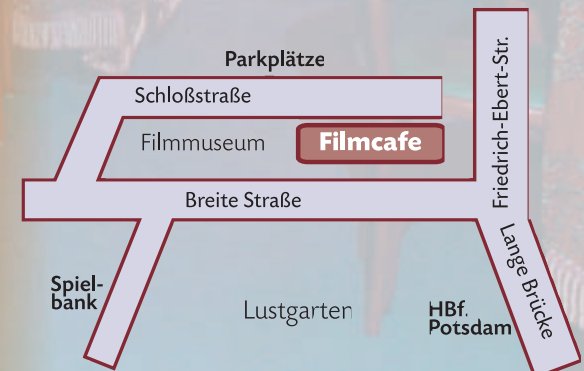 Parkplätze
Schloßstraße
Filmmuseum
Filmcafe
Friedrich-Ebert-Str.
Breite Straße
Lange Brücke
Spiel-
bank
Lustgarten
HBf.
Potsdam